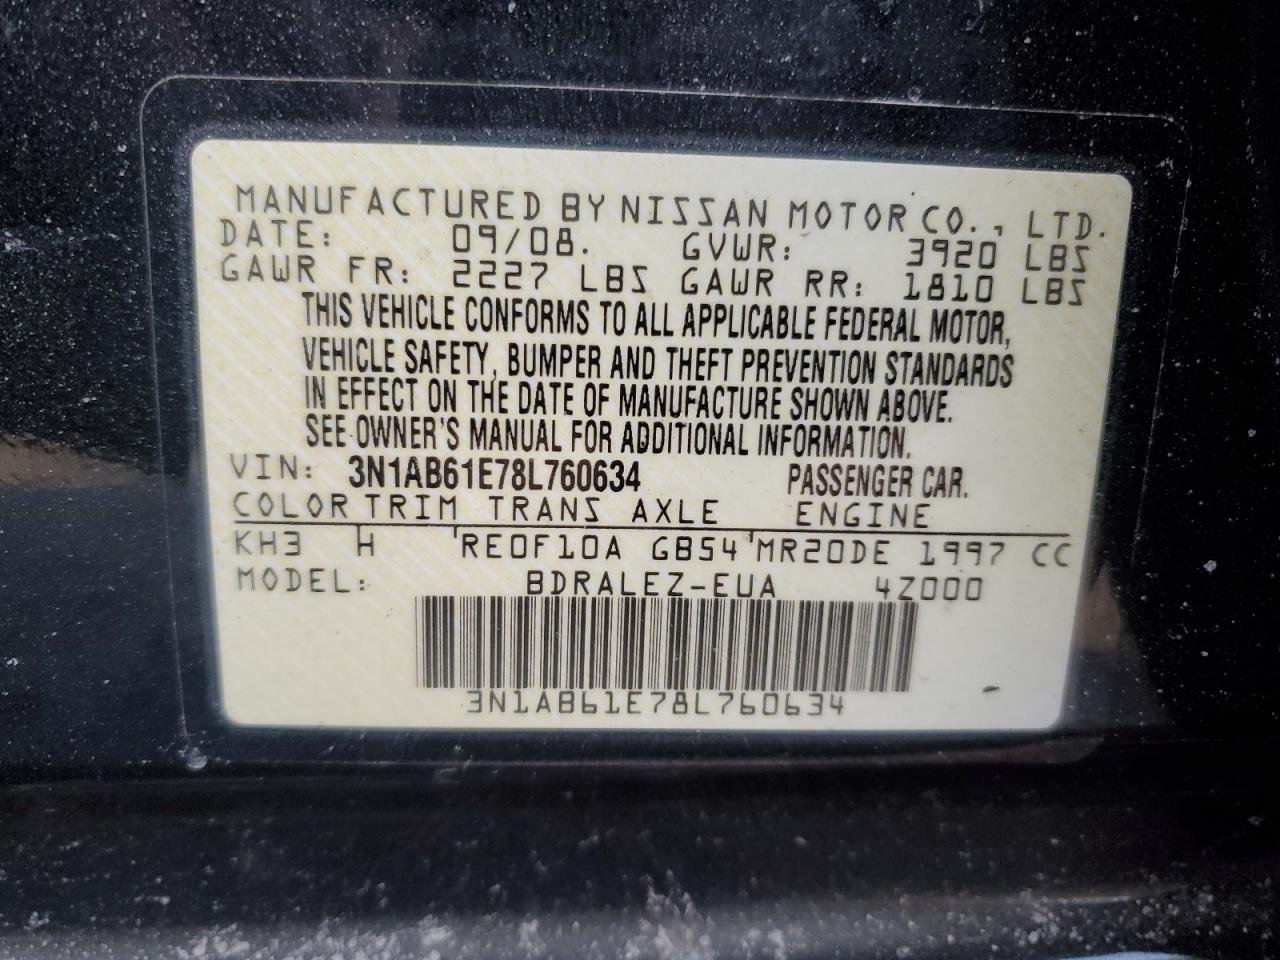 MANUFACTURED BY NISSAN MOTOR CO., LTD.
DATE: 09/08. GVWR: 3920 LBS
GAWR FR: 2227 LBS GAWR RR: 1810 LBS
THIS VEHICLE CONFORMS TO ALL APPLICABLE FEDERAL MOTOR,
VEHICLE SAFETY, BUMPER AND THEFT PREVENTION STANDARDS
IN EFFECT ON THE DATE OF MANUFACTURE SHOWN ABOVE.
SEE OWNER'S MANUAL FOR ADDITIONAL INFORMATION.
VIN: 3N1AB61E78L760634 PASSENGER CAR.
COLOR TRIM TRANS AXLE ENGINE
KH3 H RE0F10A GB54 MR20DE 1997 CC
MODEL: BDRALEZ-EUA 4Z000
3N1AB61E78L760634